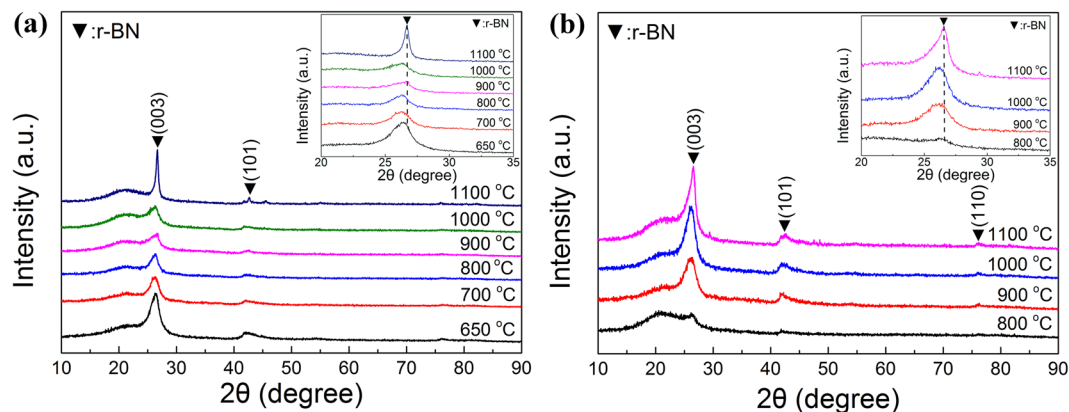 (a)
▼:r-BN
Intensity (a.u.)
(003)
(101)
1100 °C
1000 °C
900 °C
800 °C
700 °C
650 °C
10 20 30 40 50 60 70 80 90
2θ (degree)
▼:r-BN
Intensity (a.u.)
1100 °C
1000 °C
900 °C
800 °C
700 °C
650 °C
20 25 30 35
2θ (degree)
(b)
▼:r-BN
Intensity (a.u.)
(003)
(101)
(110)
1100 °C
1000 °C
900 °C
800 °C
10 20 30 40 50 60 70 80 90
2θ (degree)
▼:r-BN
Intensity (a.u.)
1100 °C
1000 °C
900 °C
800 °C
20 25 30 35
2θ (degree)